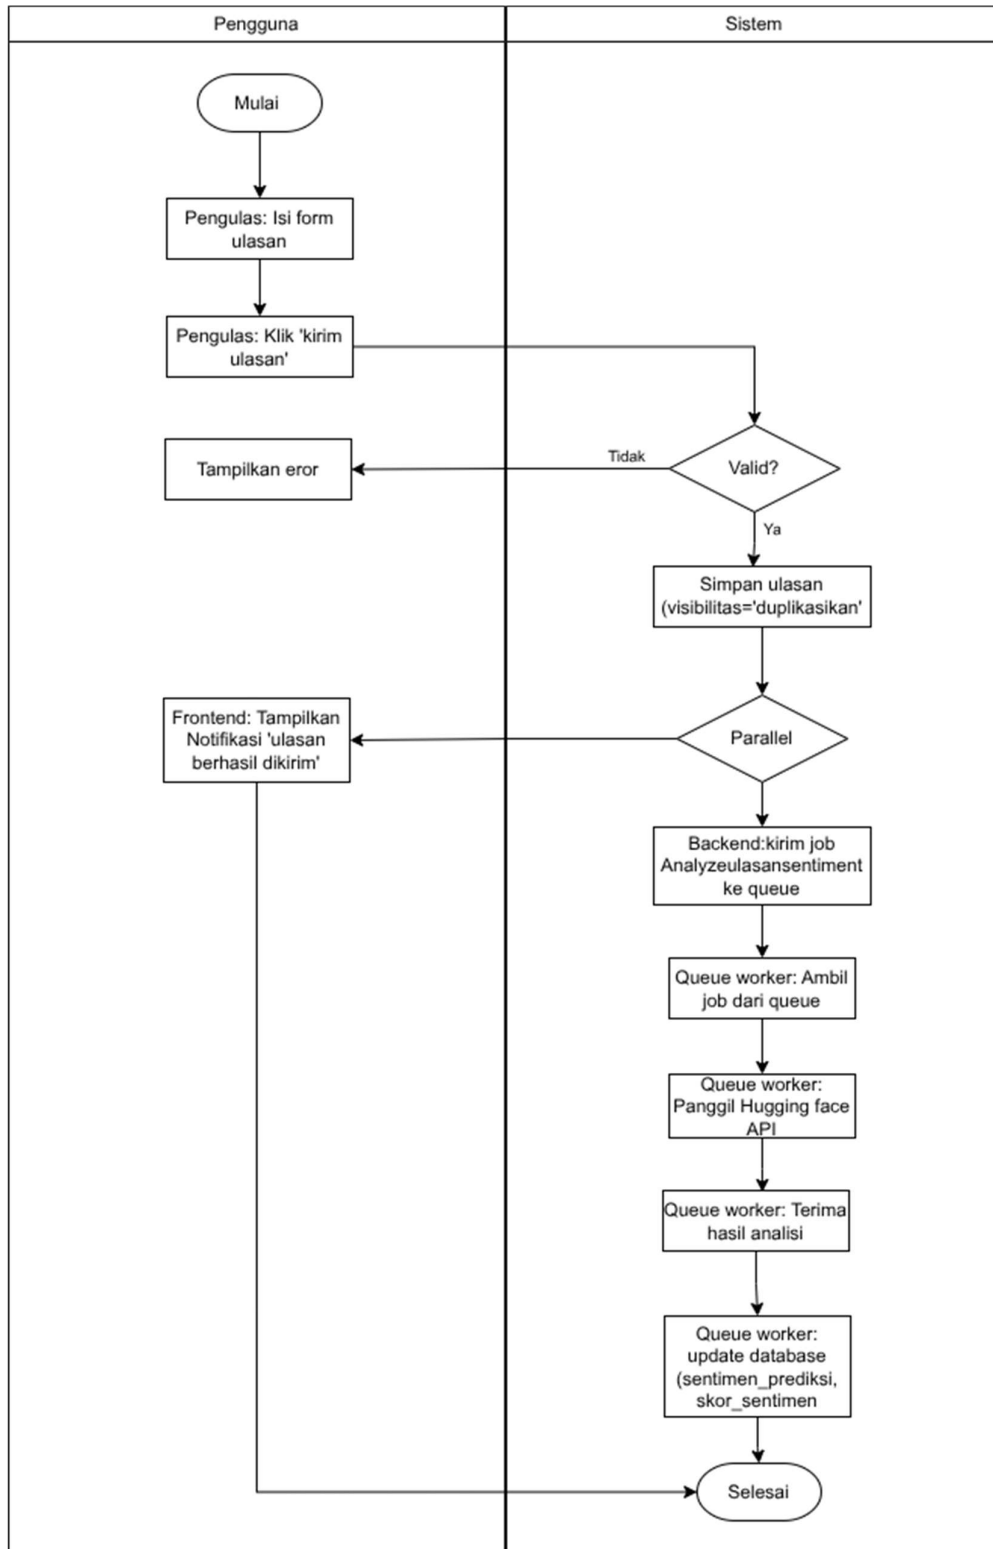 Pengguna
Sistem
Mulai
Pengulas: Isi form
ulasan
Pengulas: Klik 'kirim
ulasan'
Tampilkan eror
Tidak
Valid?
Ya
Simpan ulasan
(visibilitas='duplikasikan'
Frontend: Tampilkan
Notifikasi 'ulasan
berhasil dikirim'
Parallel
Backend:kirim job
Analyzeulasansentiment
ke queue
Queue worker: Ambil
job dari queue
Queue worker:
Panggil Hugging face
API
Queue worker: Terima
hasil analisi
Queue worker:
update database
(sentimen_prediksi,
skor_sentimen
Selesai